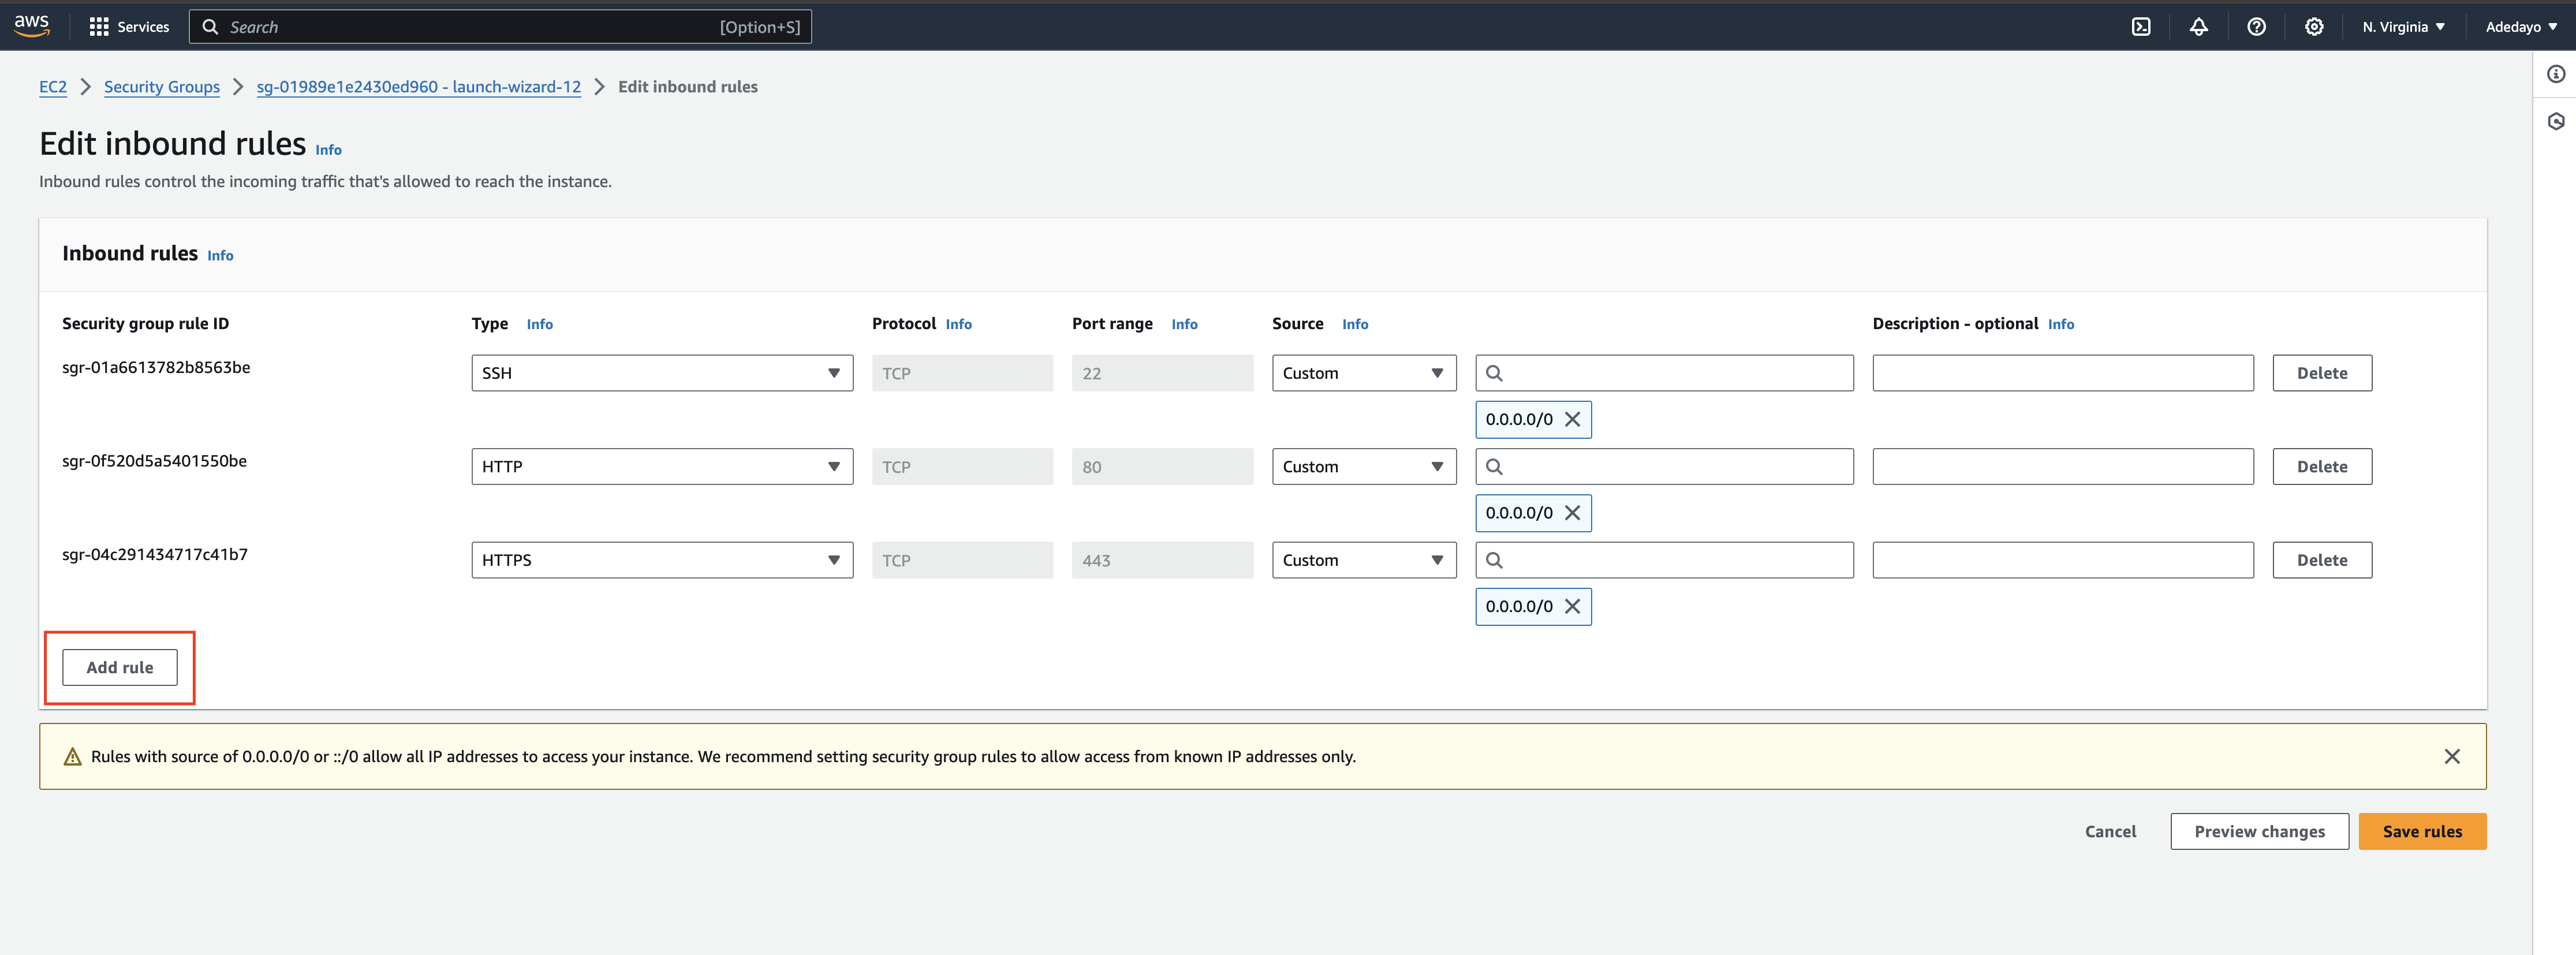 aws Services Search [Option+S] N. Virginia Adedayo
EC2 Security Groups sg-01989e1e2430ed960 - launch-wizard-12 Edit inbound rules
Edit inbound rules Info
Inbound rules control the incoming traffic that's allowed to reach the instance.
Inbound rules Info
Security group rule ID Type Info Protocol Info Port range Info Source Info Description - optional Info
sgr-01a6613782b8563be SSH TCP 22 Custom Delete
0.0.0.0/0
sgr-0f520d5a5401550be HTTP TCP 80 Custom Delete
0.0.0.0/0
sgr-04c291434717c41b7 HTTPS TCP 443 Custom Delete
0.0.0.0/0
Add rule
Rules with source of 0.0.0.0/0 or ::/0 allow all IP addresses to access your instance. We recommend setting security group rules to allow access from known IP addresses only.
Cancel Preview changes Save rules